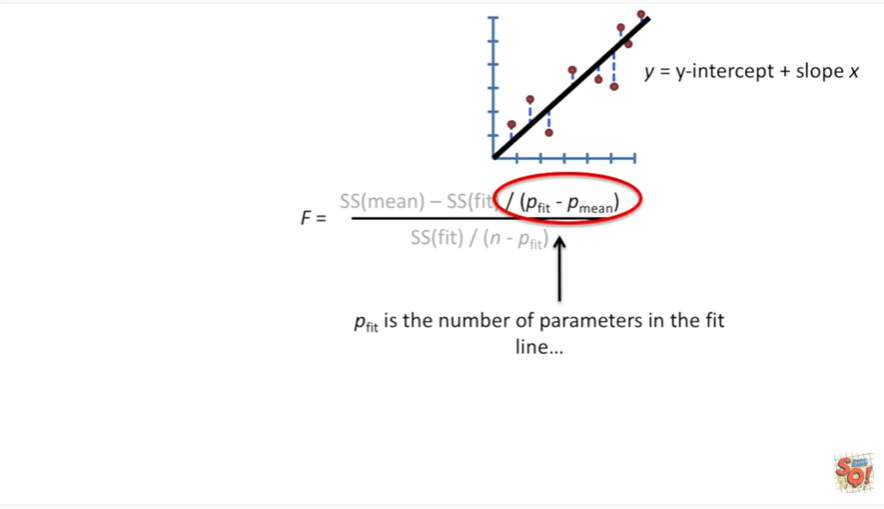 y = y-intercept + slope x
F =
SS(mean) – SS(fit) / (pfit - pmean)
SS(fit) / (n - pfit)
pfit is the number of parameters in the fit
line...
SQ!